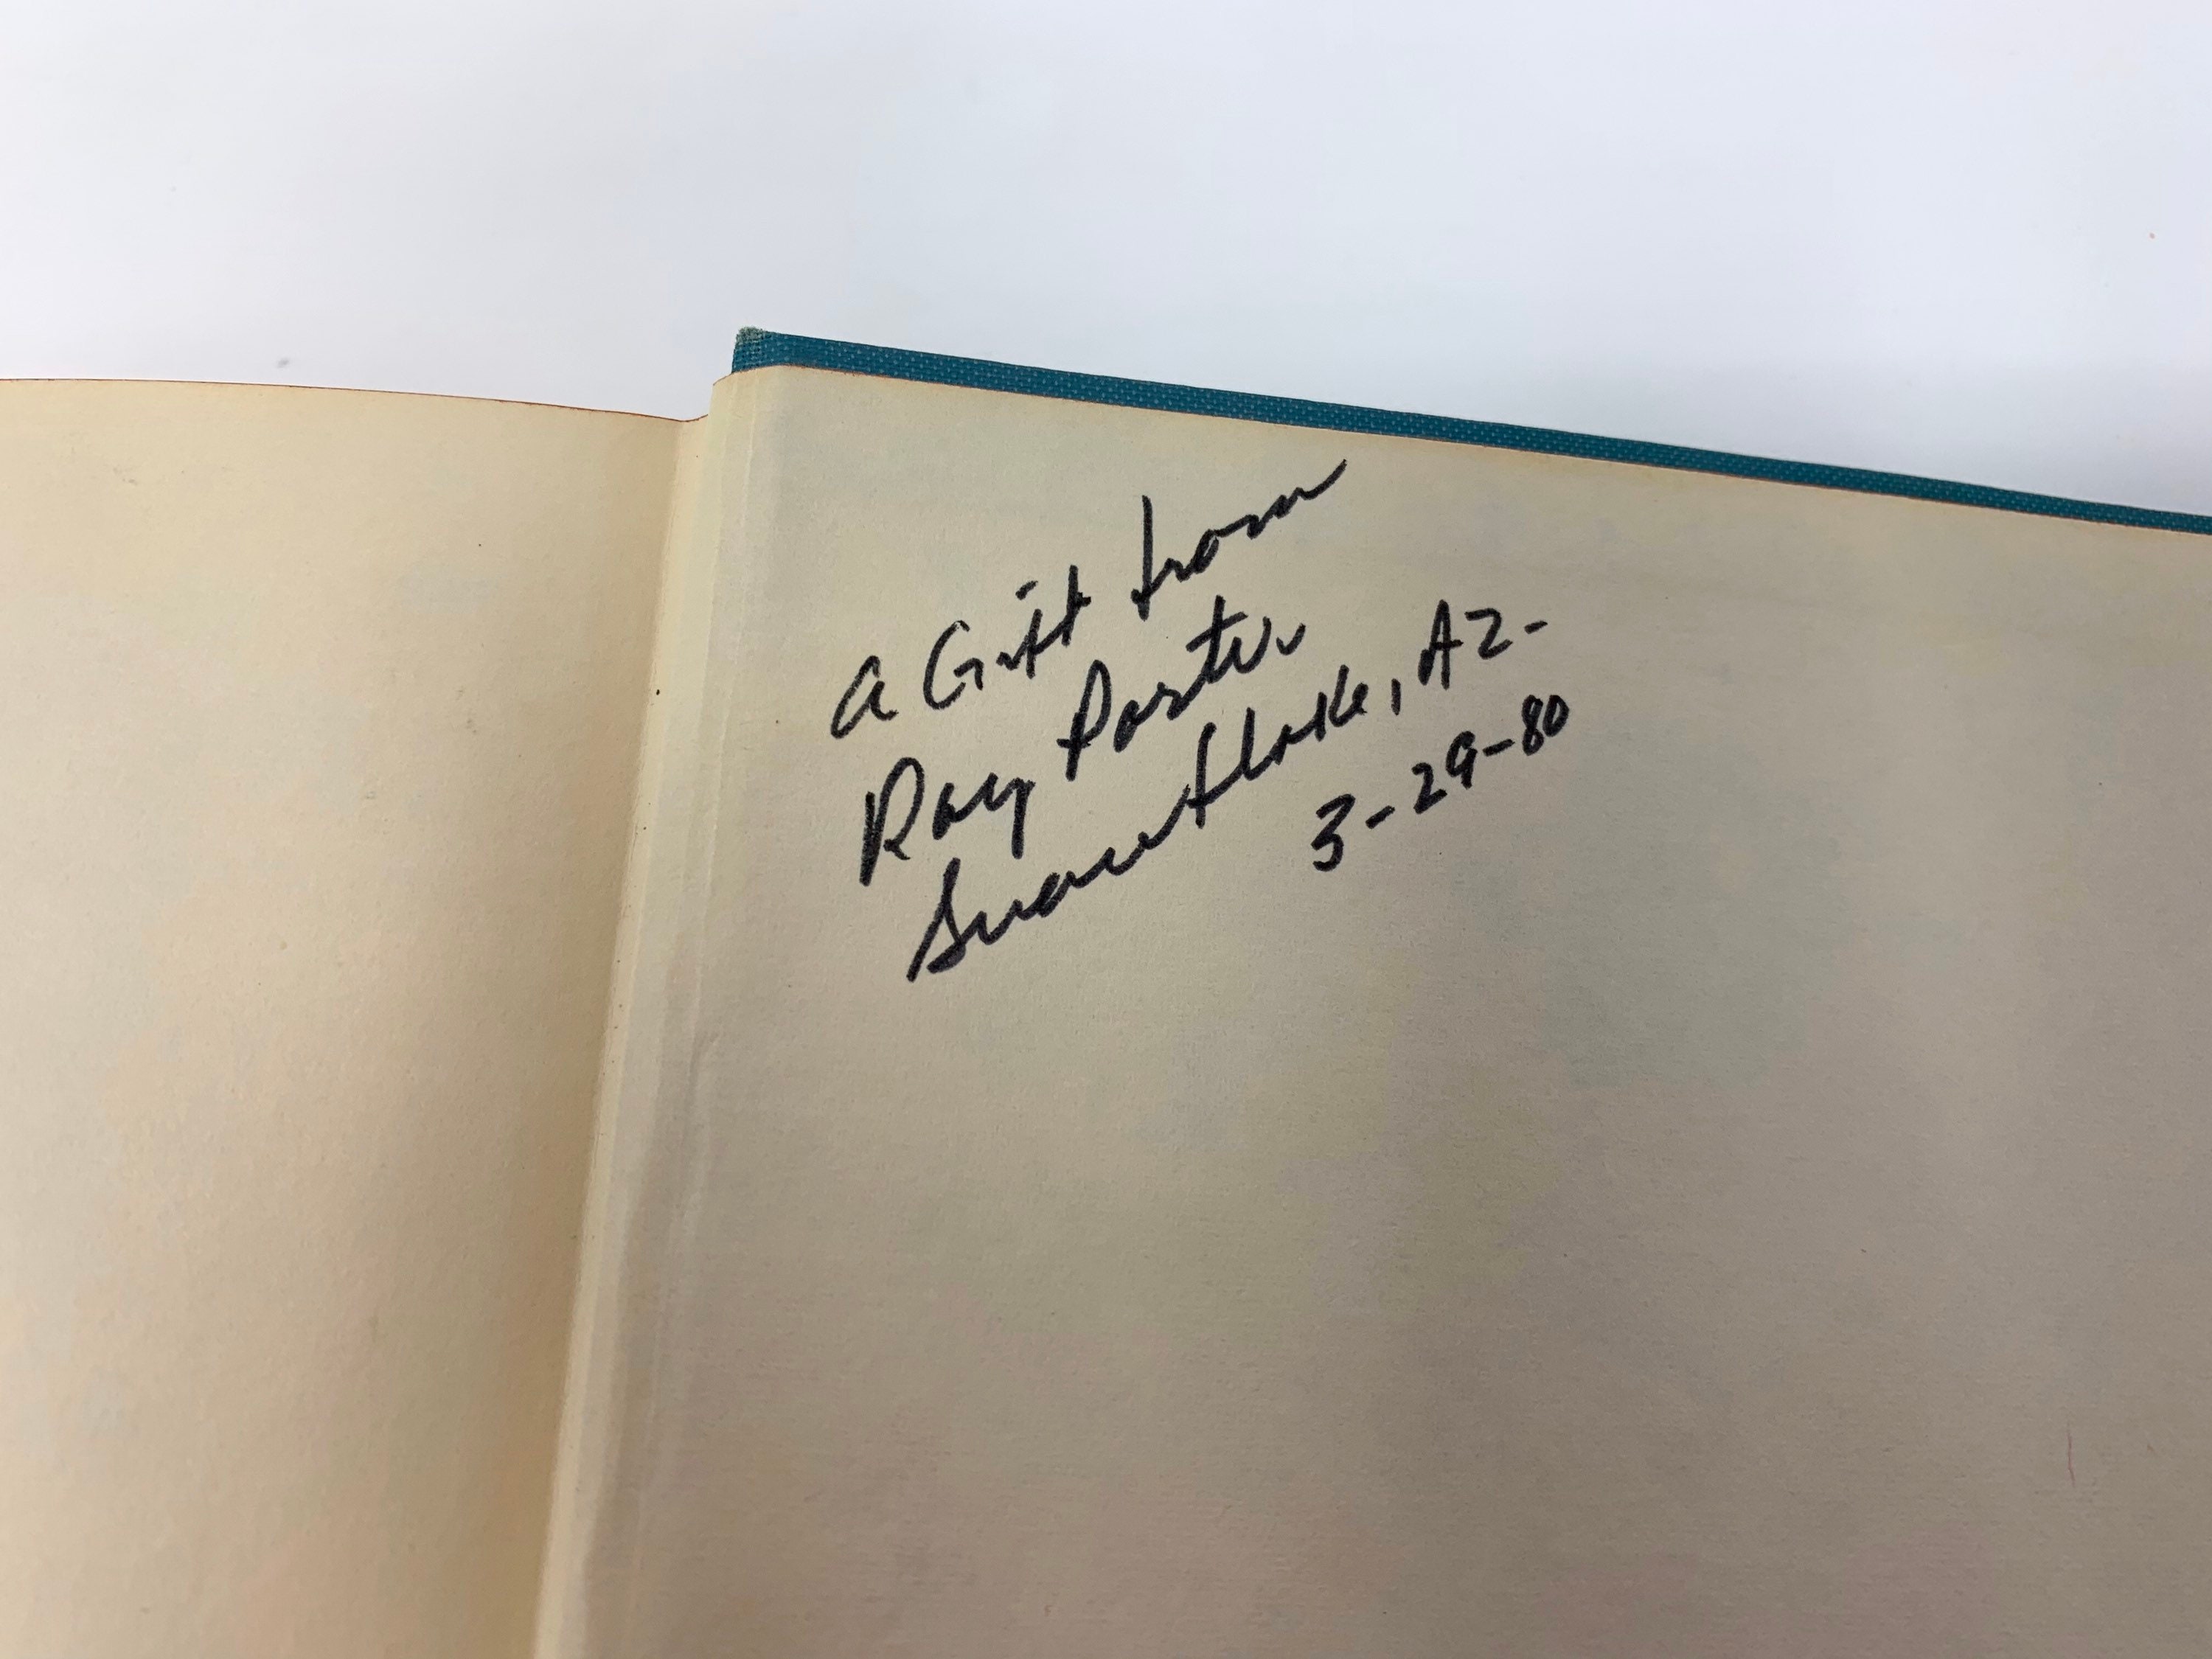 a Gift from
Ray Porter
Snowflake, AZ-
3-29-80